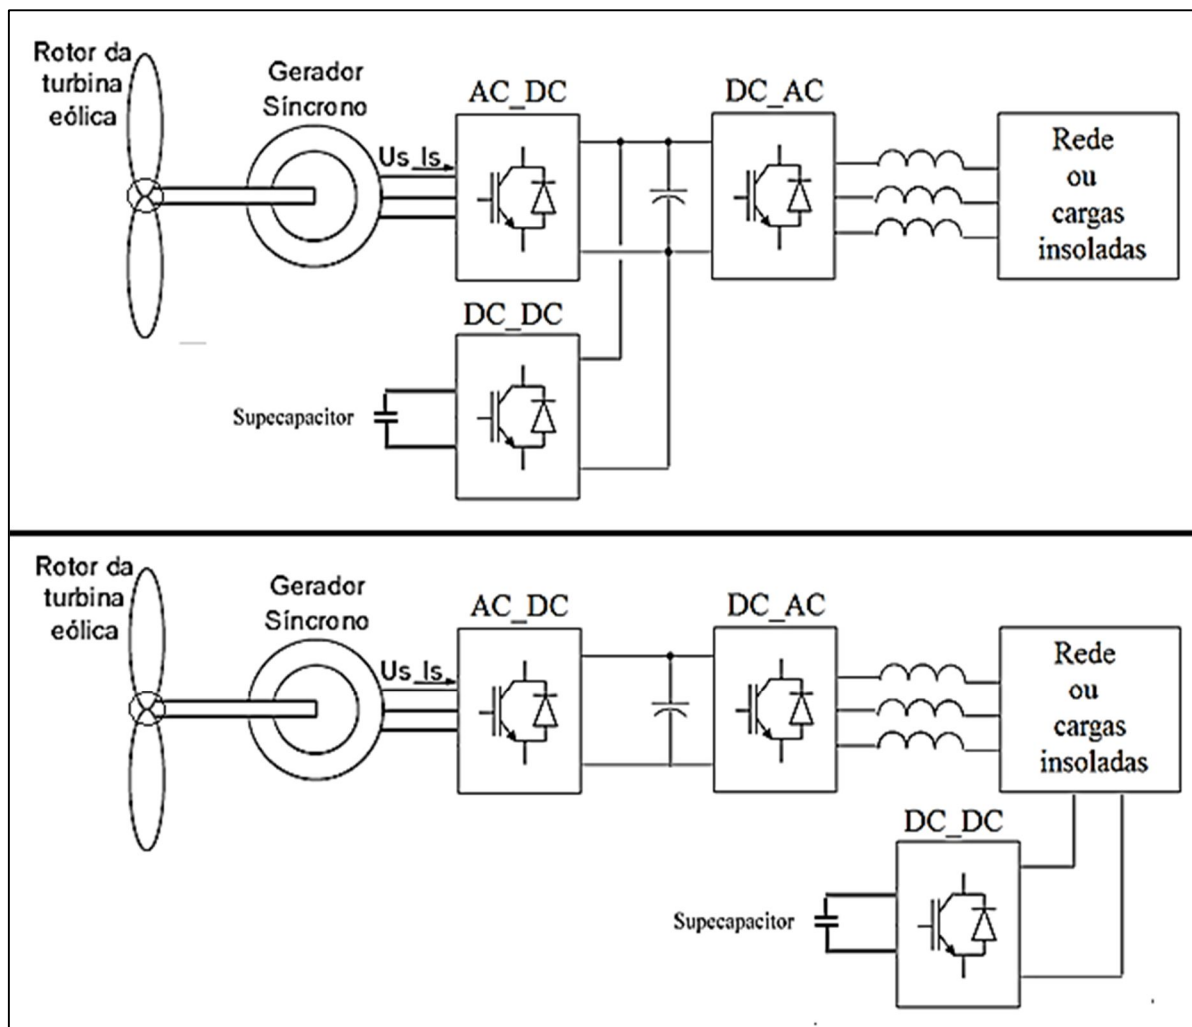 Rotor da
turbina
eólica
Gerador
Síncrono
Us_Is
AC_DC
DC_AC
Rede
ou
cargas
insoladas
DC_DC
Supecapacitor
Rotor da
turbina
eólica
Gerador
Síncrono
Us_Is
AC_DC
DC_AC
Rede
ou
cargas
insoladas
DC_DC
Supecapacitor